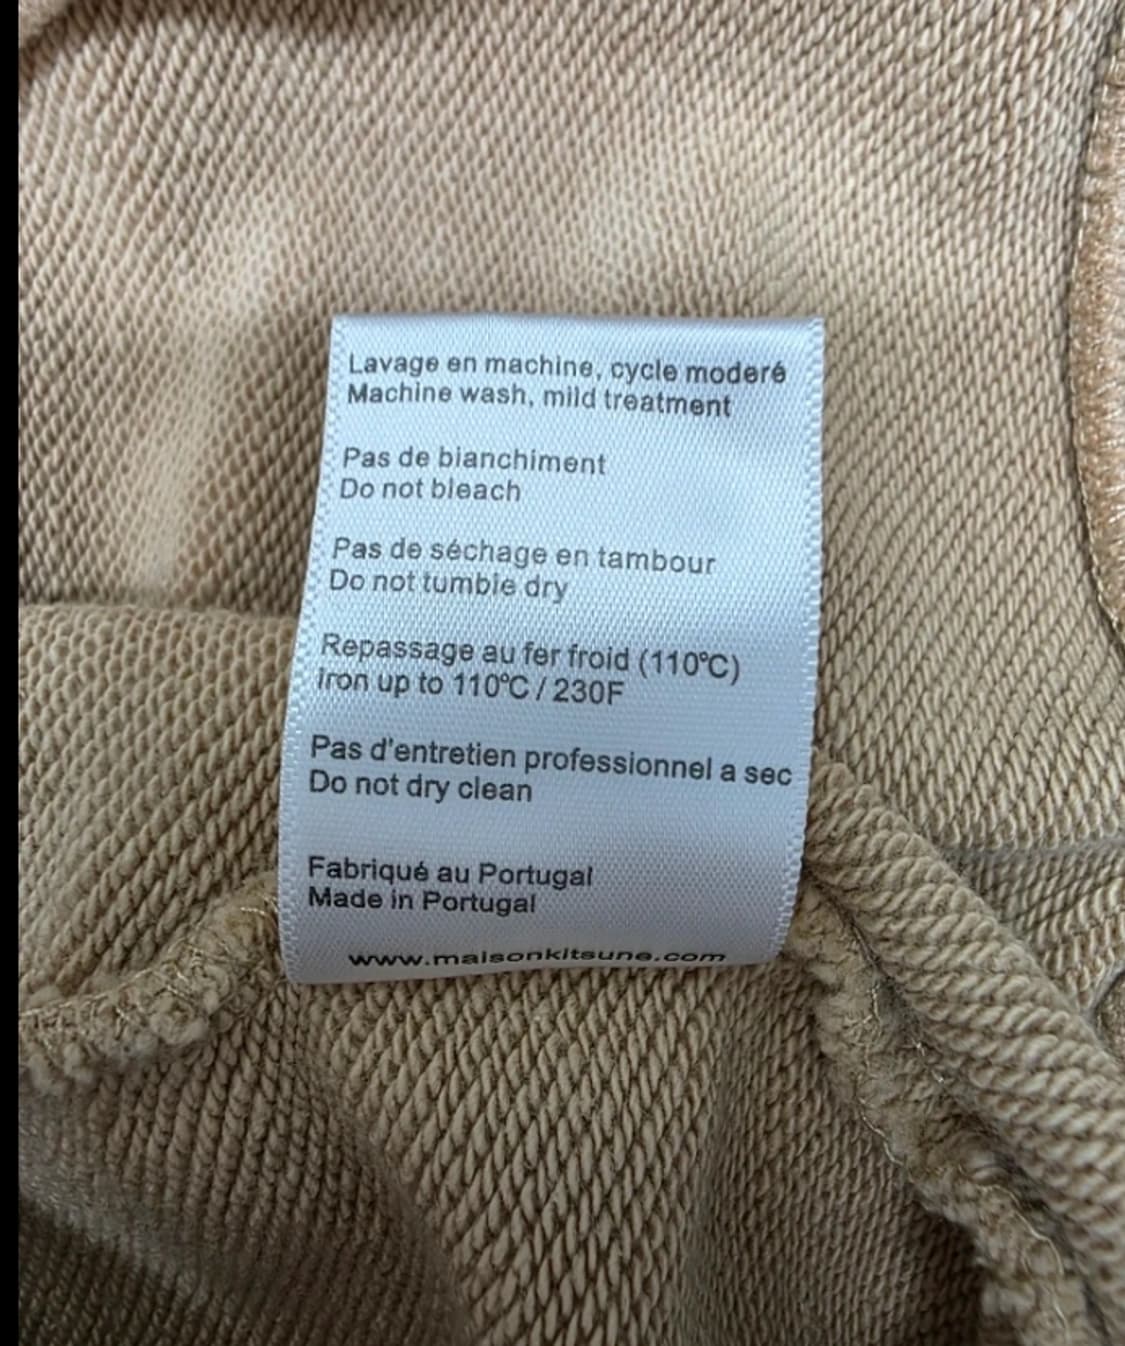 Lavage en machine, cycle moderé
Machine wash, mild treatment
Pas de bianchiment
Do not bleach
Pas de séchage en tambour
Do not tumble dry
Repassage au fer froid (110°C)
Iron up to 110°C / 230F
Pas d'entretien professionnel a sec
Do not dry clean
Fabriqué au Portugal
Made in Portugal
www.maisonkitsune.com